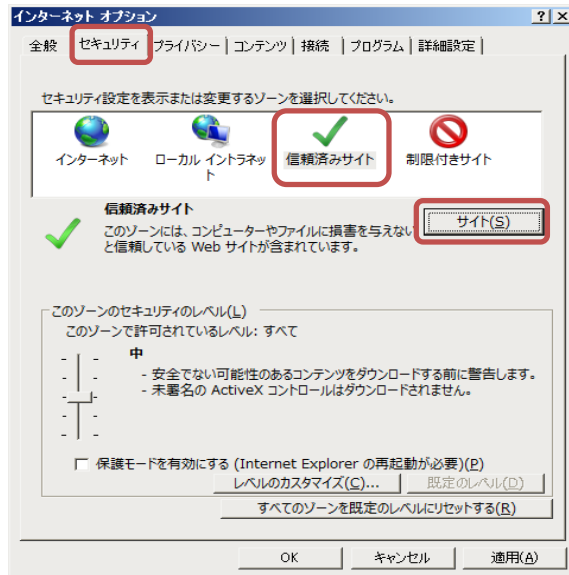 インターネット オプション
全般 セキュリティ プライバシー コンテンツ 接続 プログラム 詳細設定
セキュリティ設定を表示または変更するゾーンを選択してください。
インターネット ローカル イントラネット 信頼済みサイト 制限付きサイト
信頼済みサイト
サイト(S)
このゾーンには、コンピューターやファイルに損害を与えない
と信頼している Web サイトが含まれています。
このゾーンのセキュリティのレベル(L)
このゾーンで許可されているレベル: すべて
中
- 安全でない可能性のあるコンテンツをダウンロードする前に警告します。
- 未署名の ActiveX コントロールはダウンロードされません。
保護モードを有効にする (Internet Explorer の再起動が必要)(P)
レベルのカスタマイズ(C)... 既定のレベル(D)
すべてのゾーンを既定のレベルにリセットする(R)
OK キャンセル 適用(A)